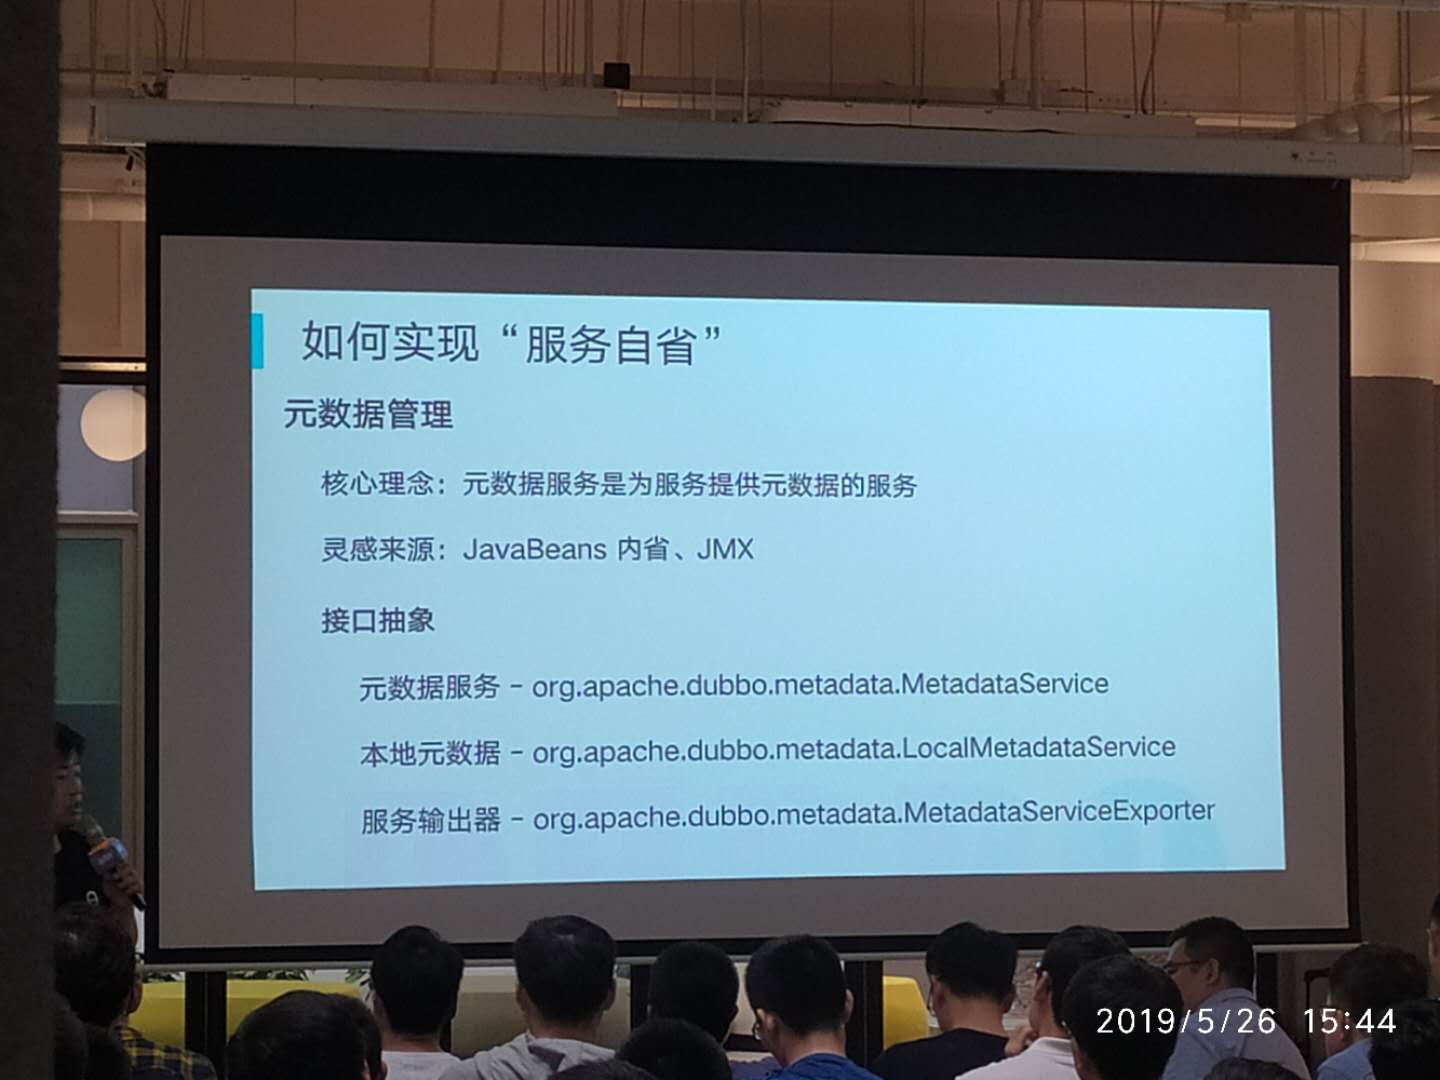 如何实现“服务自省”
元数据管理
核心理念：元数据服务是为服务提供元数据的服务
灵感来源：JavaBeans 内省、JMX
接口抽象
元数据服务 - org.apache.dubbo.metadata.MetadataService
本地元数据 - org.apache.dubbo.metadata.LocalMetadataService
服务输出器 - org.apache.dubbo.metadata.MetadataServiceExporter
2019/5/26 15:44